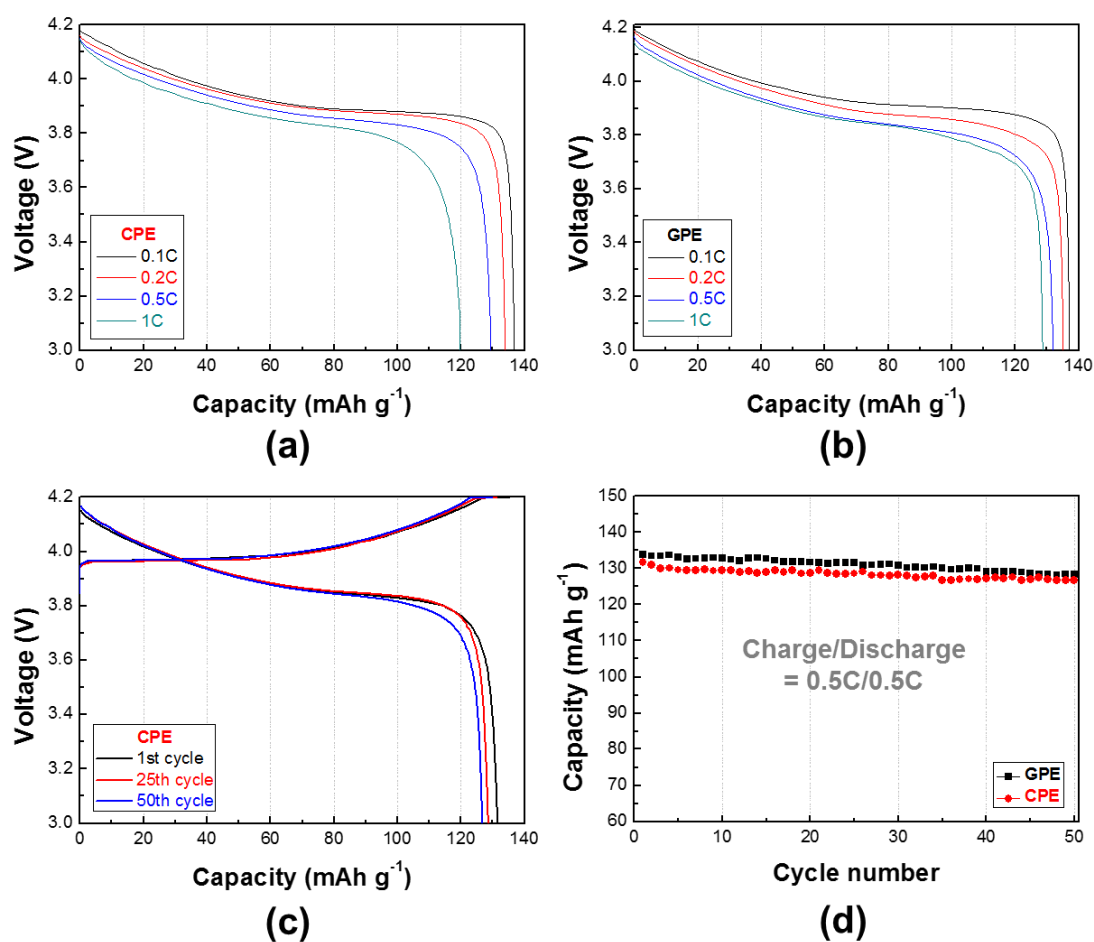 4.2
4.0
3.8
3.6
3.4
3.2
3.0
Voltage (V)
CPE
0.1C
0.2C
0.5C
1C
0 20 40 60 80 100 120 140
Capacity (mAh g⁻¹)
(a)
4.2
4.0
3.8
3.6
3.4
3.2
3.0
Voltage (V)
GPE
0.1C
0.2C
0.5C
1C
0 20 40 60 80 100 120 140
Capacity (mAh g⁻¹)
(b)
4.2
4.0
3.8
3.6
3.4
3.2
3.0
Voltage (V)
CPE
1st cycle
25th cycle
50th cycle
0 20 40 60 80 100 120 140
Capacity (mAh g⁻¹)
(c)
150
140
130
120
110
100
90
80
70
60
Capacity (mAh g⁻¹)
Charge/Discharge
= 0.5C/0.5C
GPE
CPE
0 10 20 30 40 50
Cycle number
(d)